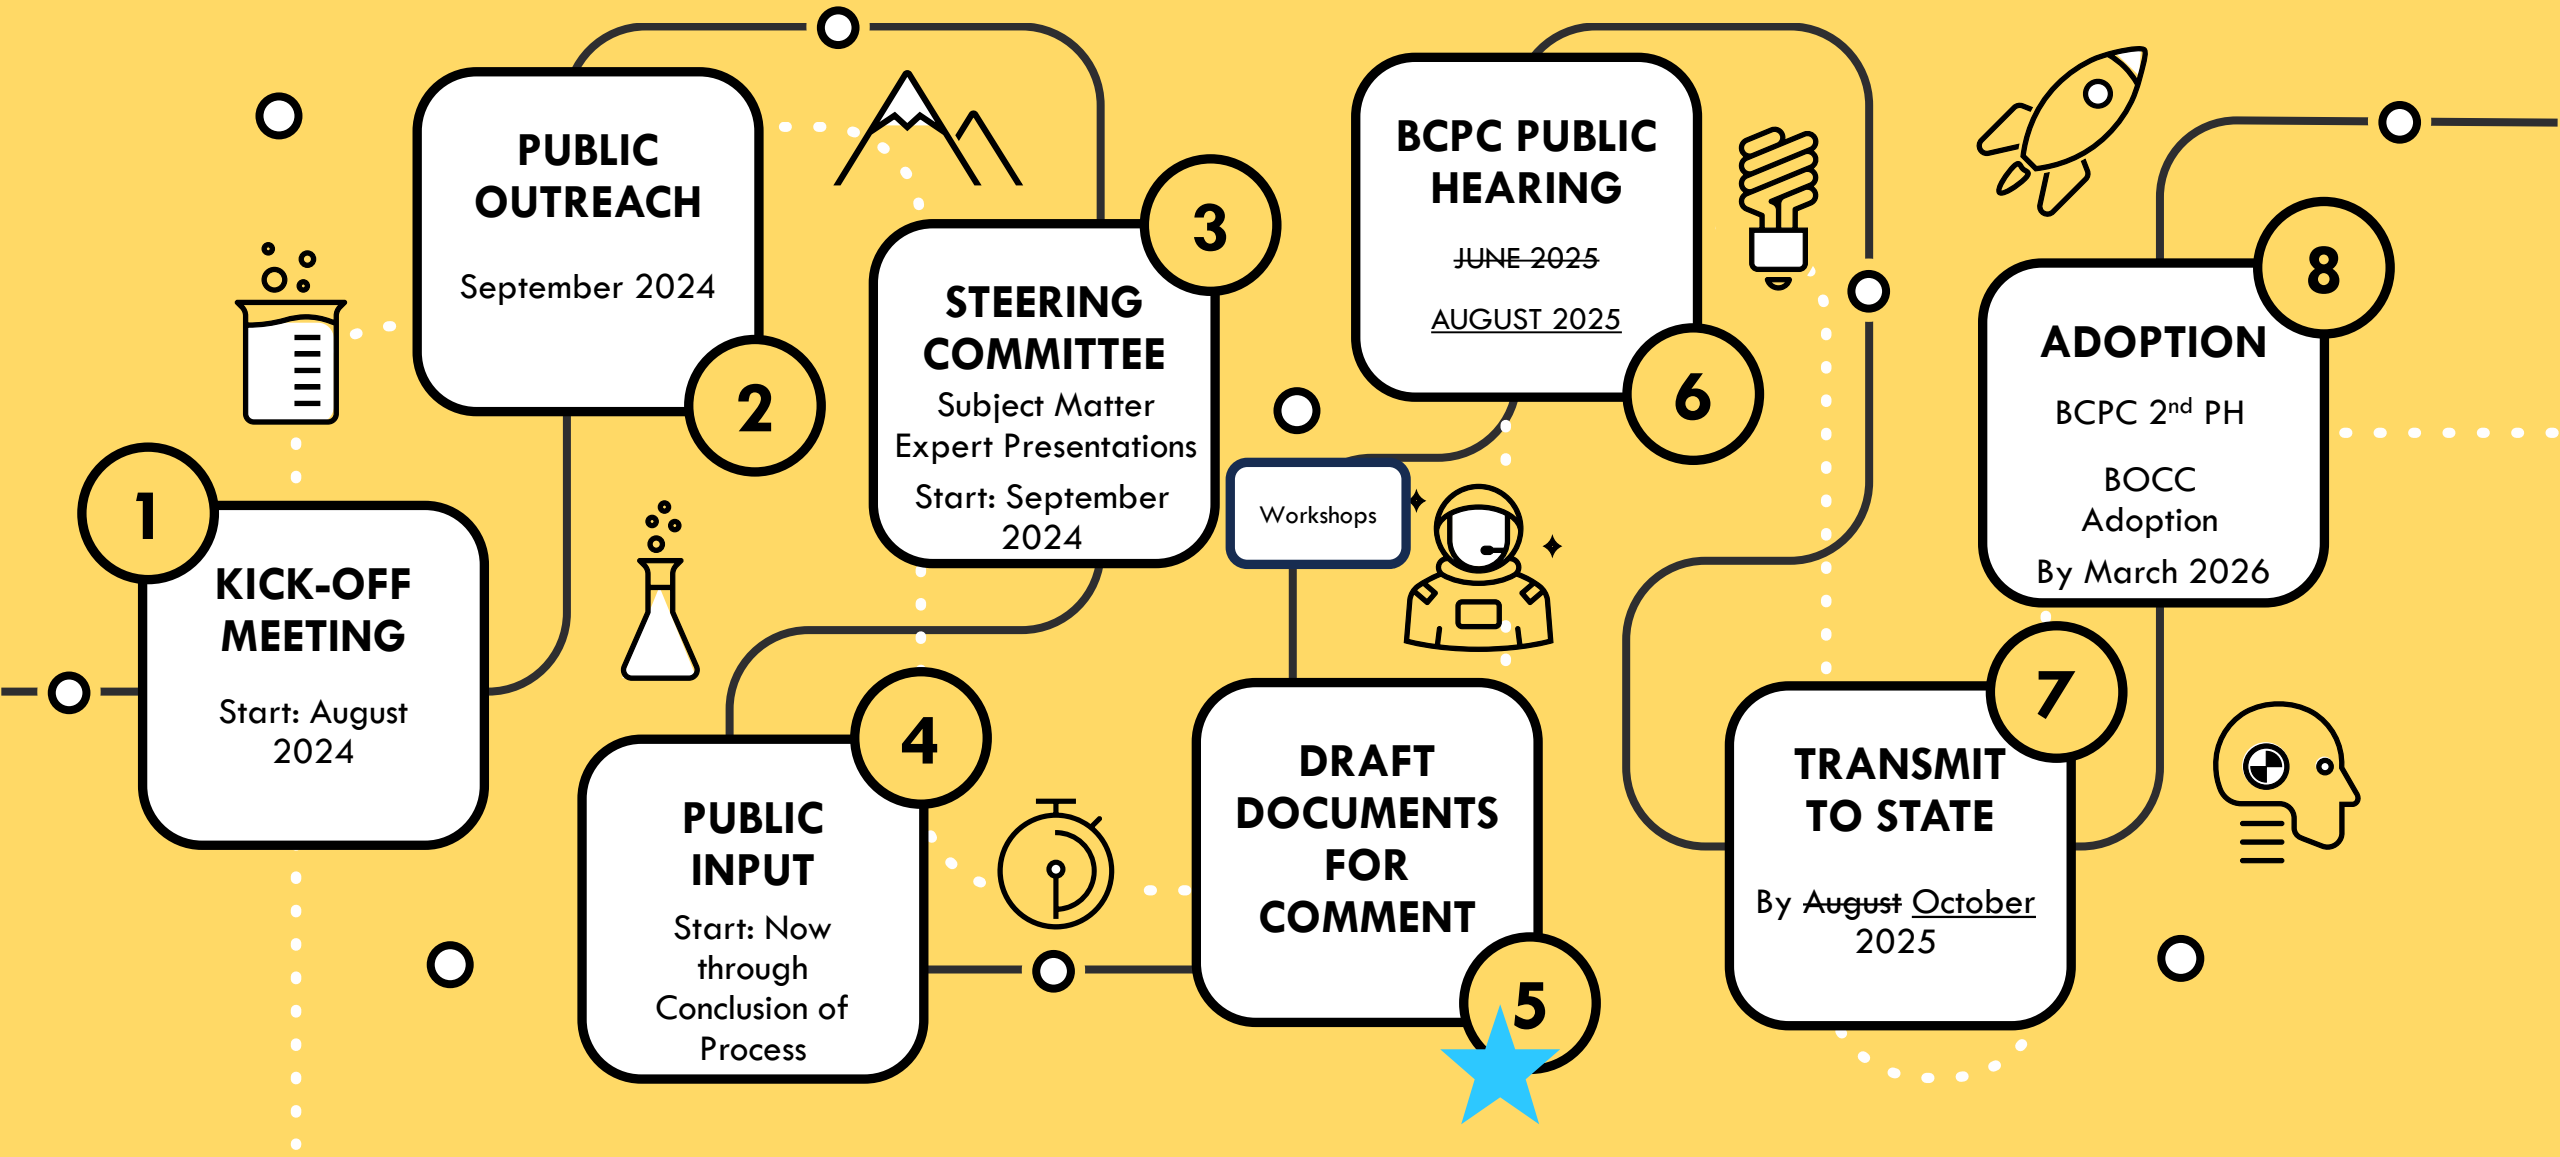 1
KICK-OFF
MEETING
Start: August
2024
PUBLIC
OUTREACH
September 2024
2
3
STEERING
COMMITTEE
Subject Matter
Expert Presentations
Start: September
2024
4
PUBLIC
INPUT
Start: Now
through
Conclusion of
Process
DRAFT
DOCUMENTS
FOR
COMMENT
5
Workshops
BCPC PUBLIC
HEARING
JUNE 2025
AUGUST 2025
6
7
TRANSMIT
TO STATE
By August October
2025
8
ADOPTION
BCPC 2nd PH
BOCC
Adoption
By March 2026